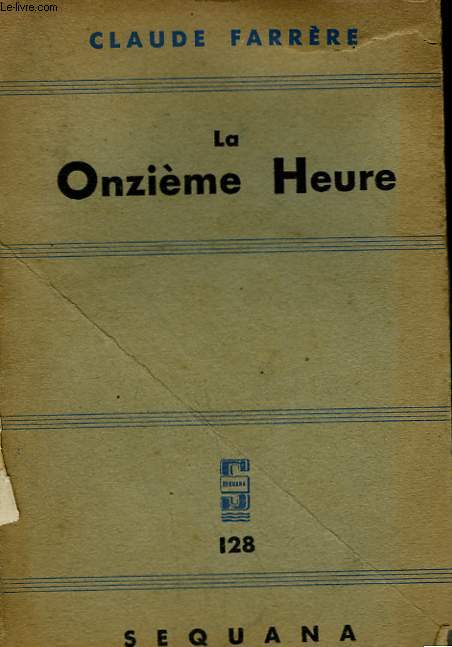 Le-livre.com
CLAUDE FARRÈRE
La
Onzième Heure
SEQUANA
128
SEQUANA